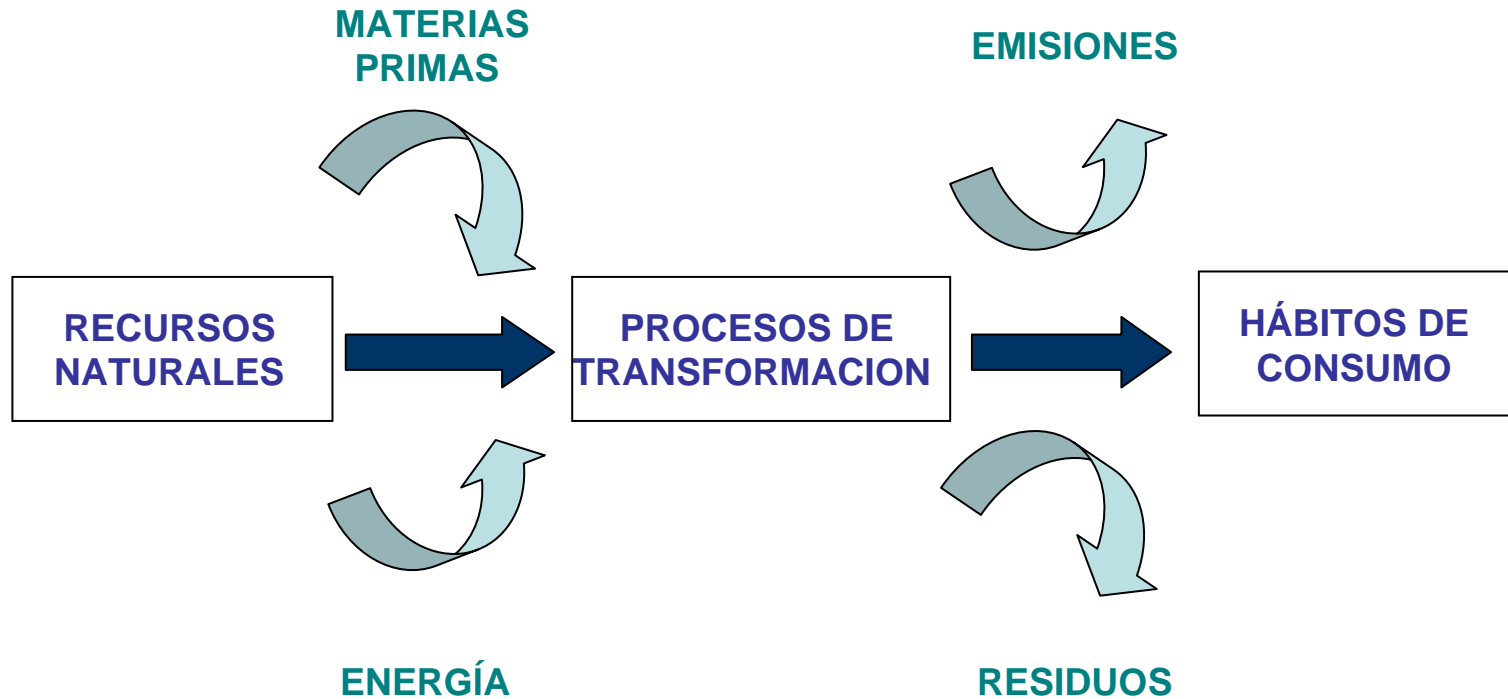 MATERIAS
PRIMAS
EMISIONES
RECURSOS
NATURALES
PROCESOS DE
TRANSFORMACION
HÁBITOS DE
CONSUMO
ENERGÍA
RESIDUOS